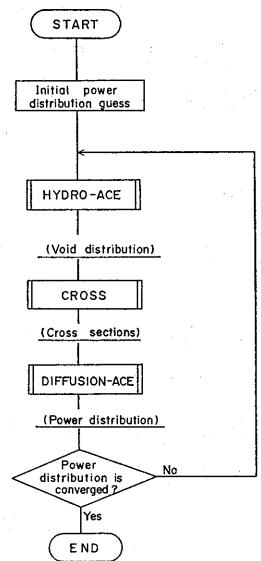 START
Initial power
distribution guess
HYDRO-ACE
(Void distribution)
CROSS
(Cross sections)
DIFFUSION-ACE
(Power distribution)
Power
distribution is
converged?
No
Yes
END